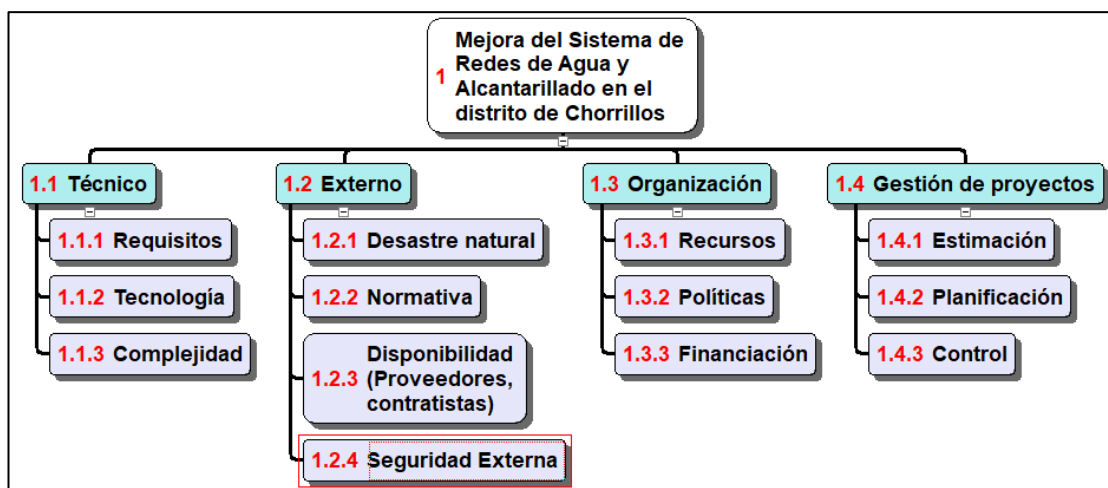 1 Mejora del Sistema de
Redes de Agua y
Alcantarillado en el
distrito de Chorrillos
1.1 Técnico
1.1.1 Requisitos
1.1.2 Tecnología
1.1.3 Complejidad
1.2 Externo
1.2.1 Desastre natural
1.2.2 Normativa
1.2.3 Disponibilidad
(Proveedores,
contratistas)
1.2.4 Seguridad Externa
1.3 Organización
1.3.1 Recursos
1.3.2 Políticas
1.3.3 Financiación
1.4 Gestión de proyectos
1.4.1 Estimación
1.4.2 Planificación
1.4.3 Control